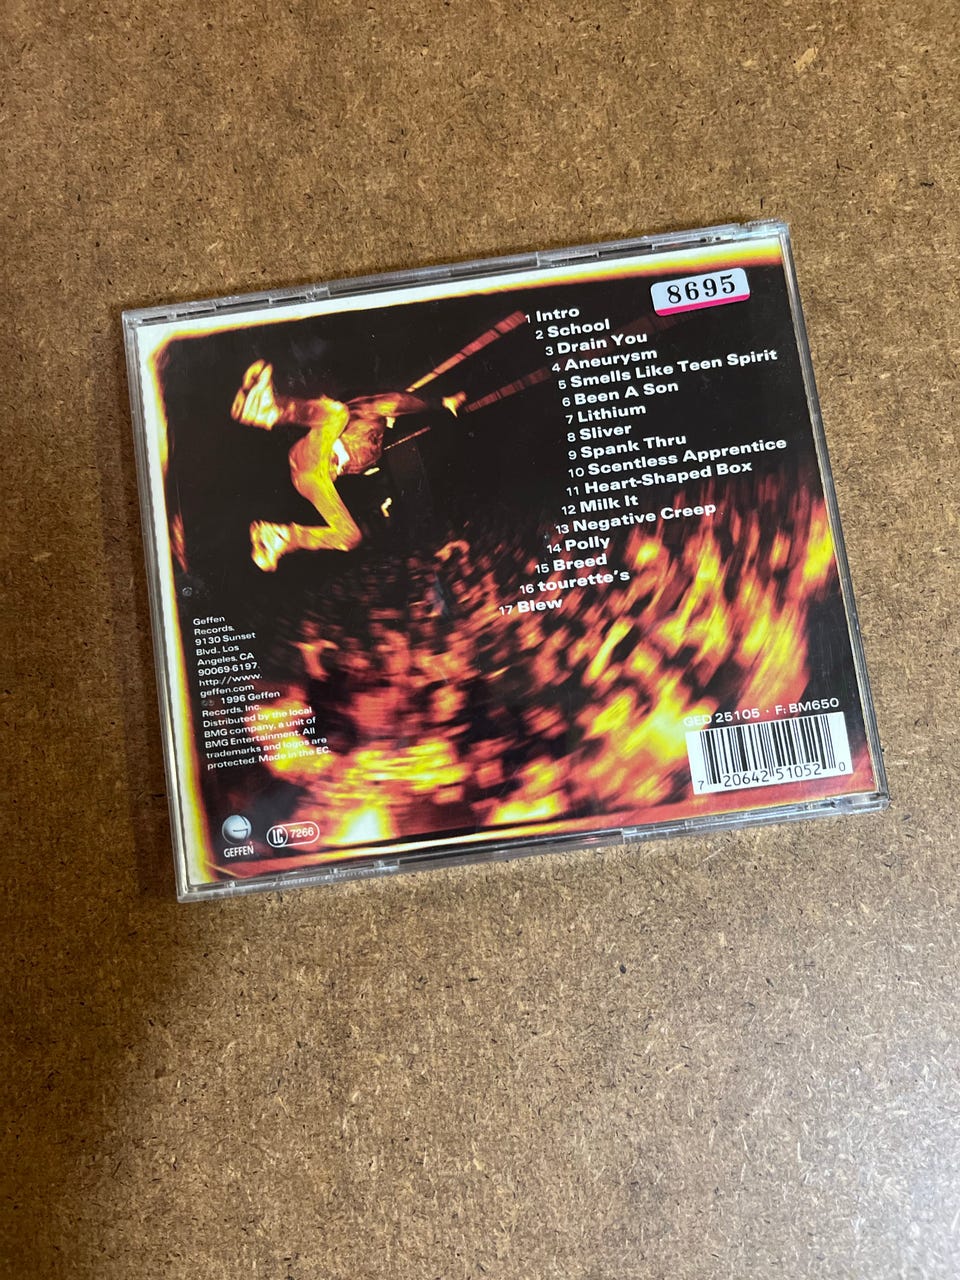 8695
1 Intro
2 School
3 Drain You
4 Aneurysm
5 Smells Like Teen Spirit
6 Been A Son
7 Lithium
8 Sliver
9 Spank Thru
10 Scentless Apprentice
11 Heart-Shaped Box
12 Milk It
13 Negative Creep
14 Polly
15 Breed
16 tourette's
17 Blew
Geffen
Records,
9130 Sunset
Blvd., Los
Angeles, CA
90069-6197.
http://www.
geffen.com
℗© 1996 Geffen
Records, Inc.
Distributed by the local
BMG company, a unit of
BMG Entertainment. All
trademarks and logos are
protected. Made in the EC.
GED 25105 · F: BM650
7 20642 51052 0
GEFFEN
LC 7266